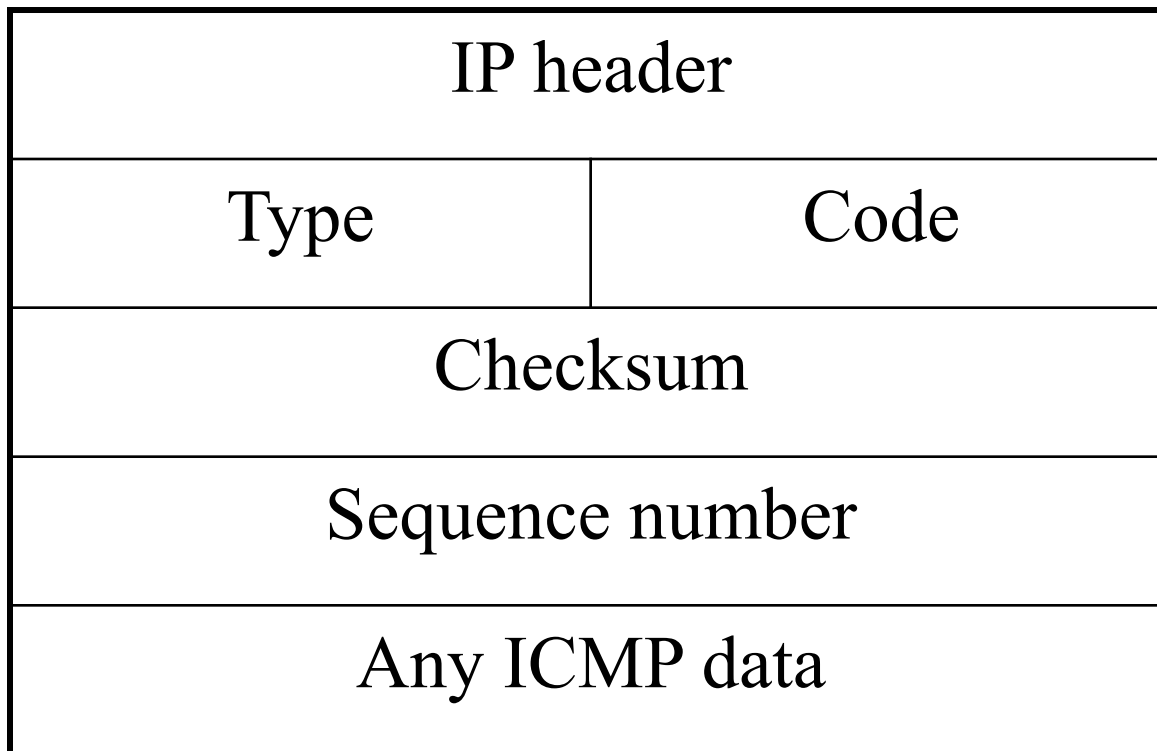 IP header
Type Code
Checksum
Sequence number
Any ICMP data